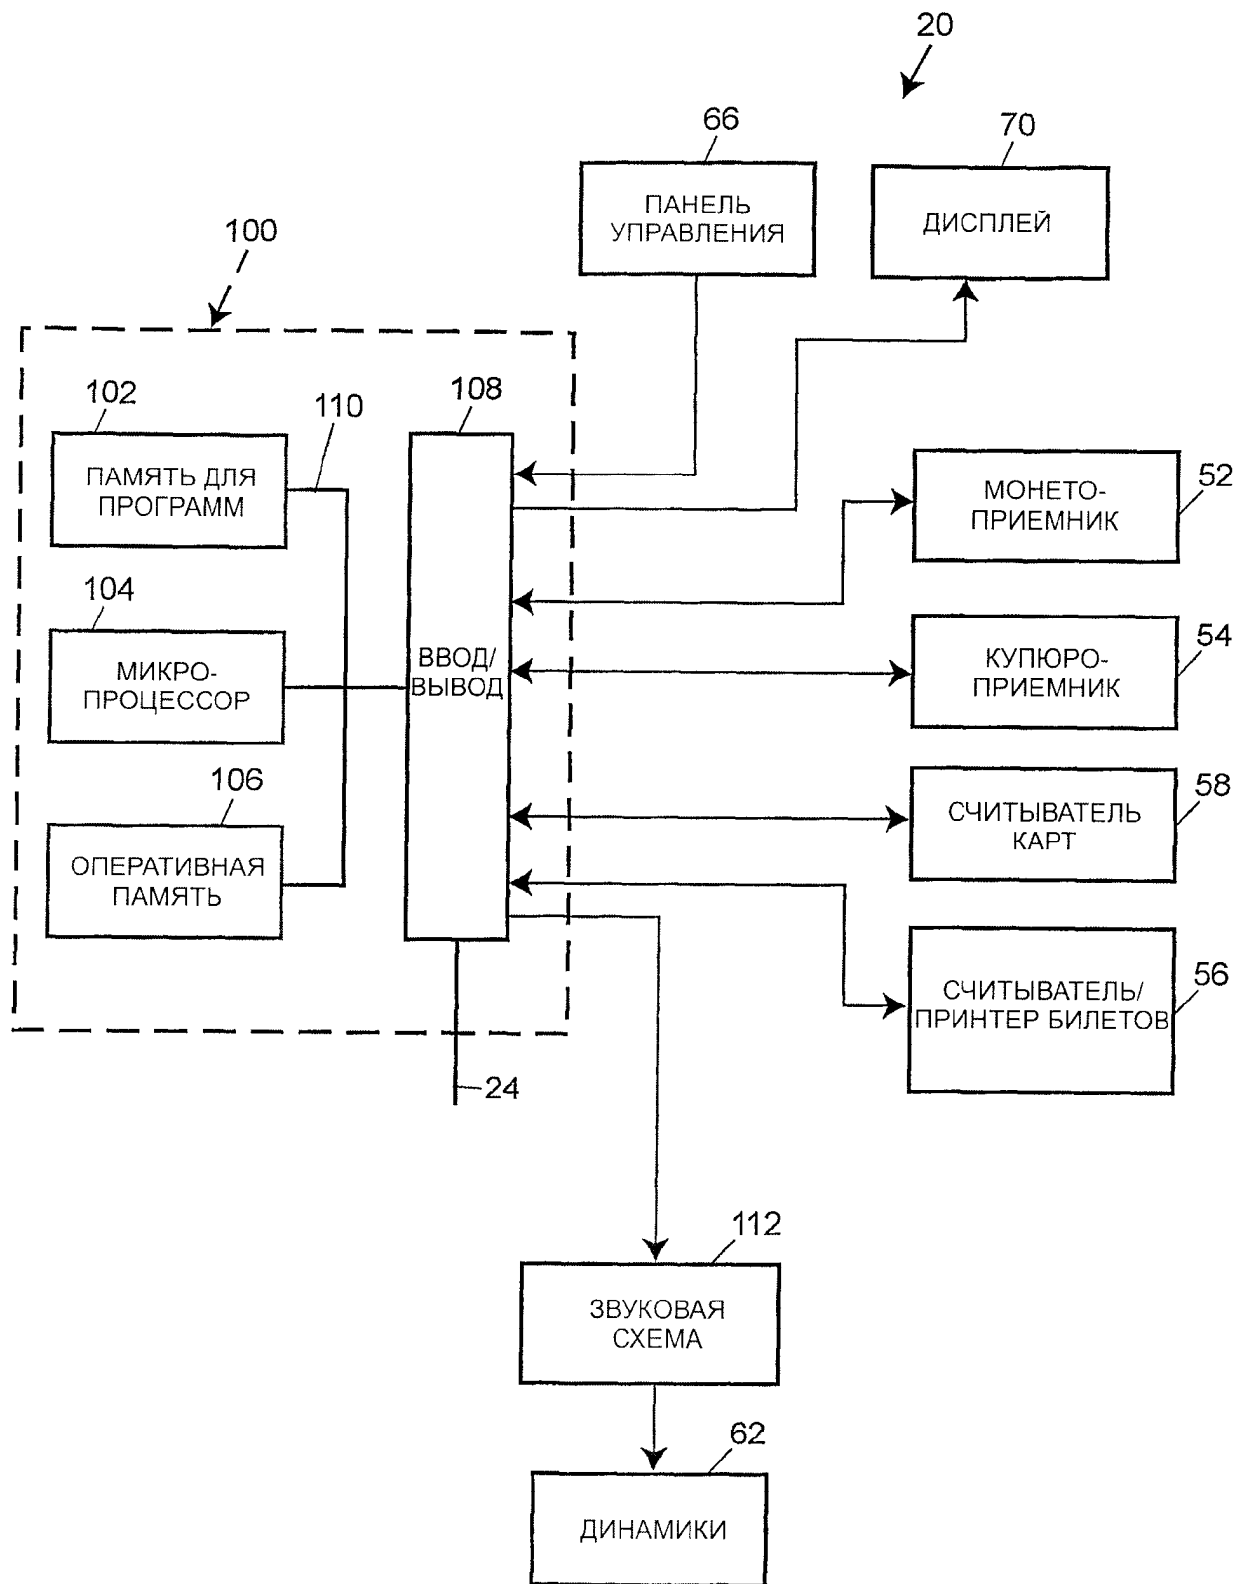 20
66
70
ПАНЕЛЬ
УПРАВЛЕНИЯ
ДИСПЛЕЙ
100
102
110
108
ПАМЯТЬ ДЛЯ
ПРОГРАММ
52
МОНЕТО-
ПРИЕМНИК
104
МИКРО-
ПРОЦЕССОР
ВВОД/
ВЫВОД
54
КУПЮРО-
ПРИЕМНИК
106
ОПЕРАТИВНАЯ
ПАМЯТЬ
58
СЧИТЫВАТЕЛЬ
КАРТ
56
СЧИТЫВАТЕЛЬ/
ПРИНТЕР БИЛЕТОВ
24
112
ЗВУКОВАЯ
СХЕМА
62
ДИНАМИКИ